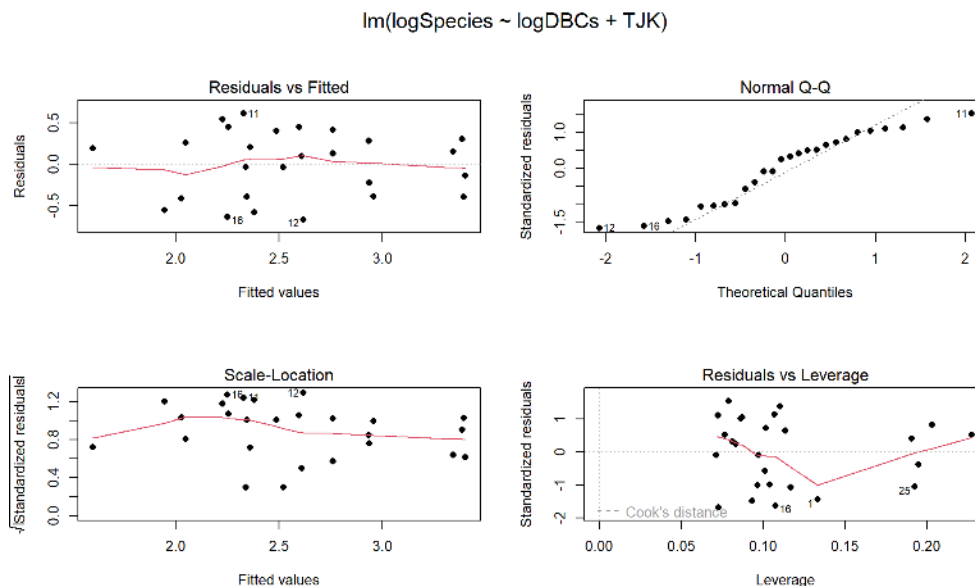 lm(logSpecies ~ logDBCs + TJK)
Residuals vs Fitted
Residuals
0.5
0.0
-0.5
11
16
12
2.0 2.5 3.0
Fitted values
Normal Q-Q
Standardized residuals
1.0
0.0
-1.5
11
12
16
-2 -1 0 1 2
Theoretical Quantiles
Scale-Location
√|Standardized residuals|
1.2
0.8
0.4
0.0
16
11
12
2.0 2.5 3.0
Fitted values
Residuals vs Leverage
Standardized residuals
1
0
-1
-2
Cook's distance
16
1
25
0.00 0.05 0.10 0.15 0.20
Leverage